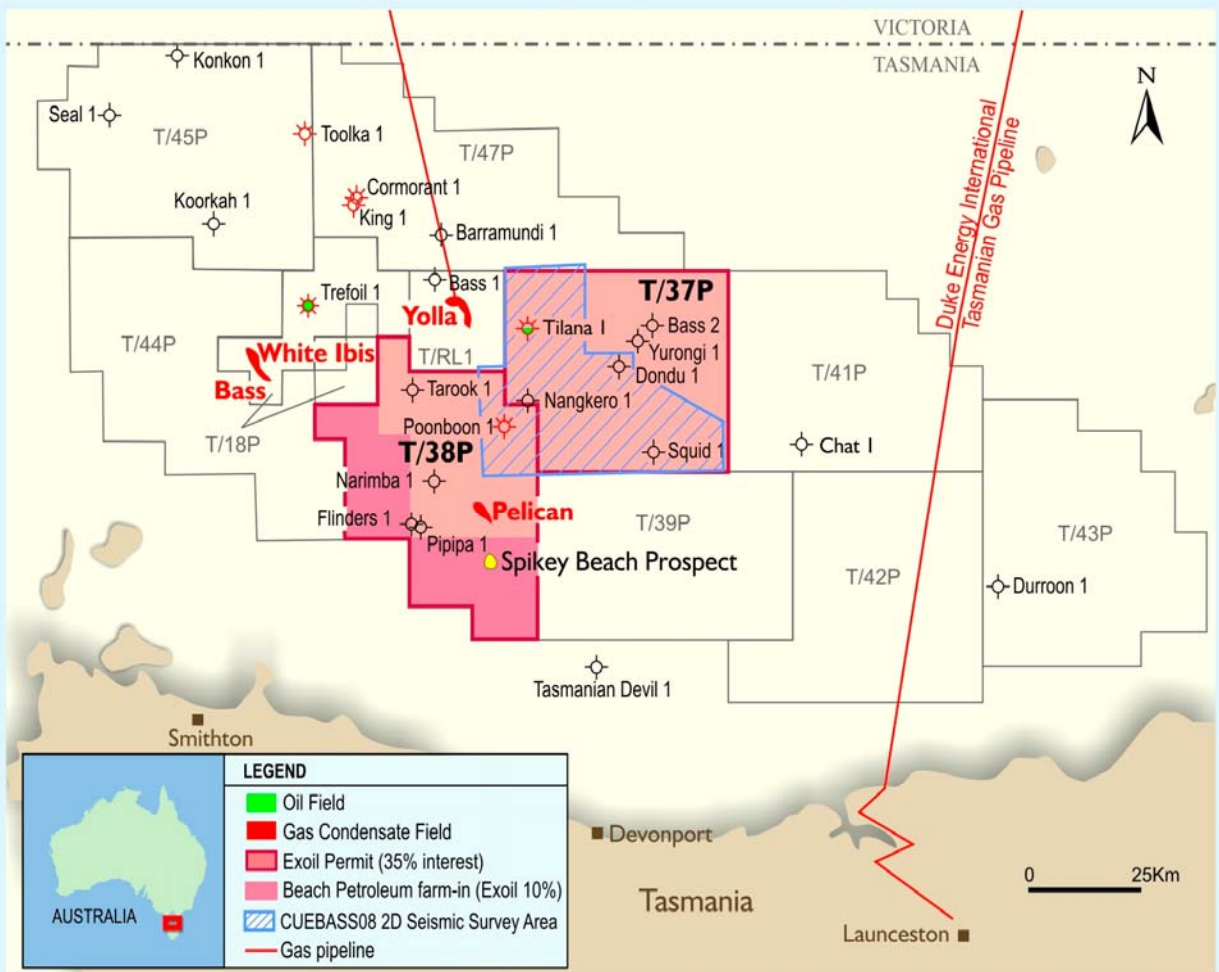 VICTORIA
TASMANIA
N
Konkon 1
Seal 1
T/45P
Toolka 1
T/47P
Cormorant 1
King 1
Koorkah 1
Barramundi 1
Bass 1
Trefoil 1
Yolla
T/37P
Tilana 1
Bass 2
Yurongi 1
Dondu 1
T/44P
White Ibis
Bass
T/RL1
Tarook 1
Nangkero 1
T/41P
Poonboon 1
T/18P
T/38P
Squid 1
Chat 1
Narimba 1
Pelican
Flinders 1
Pipipa 1
T/39P
T/43P
Spikey Beach Prospect
T/42P
Durroon 1
Tasmanian Devil 1
Duke Energy International
Tasmanian Gas Pipeline
Smithton
Devonport
Tasmania
Launceston
0 25Km
AUSTRALIA
LEGEND
Oil Field
Gas Condensate Field
Exoil Permit (35% interest)
Beach Petroleum farm-in (Exoil 10%)
CUEBASS08 2D Seismic Survey Area
Gas pipeline